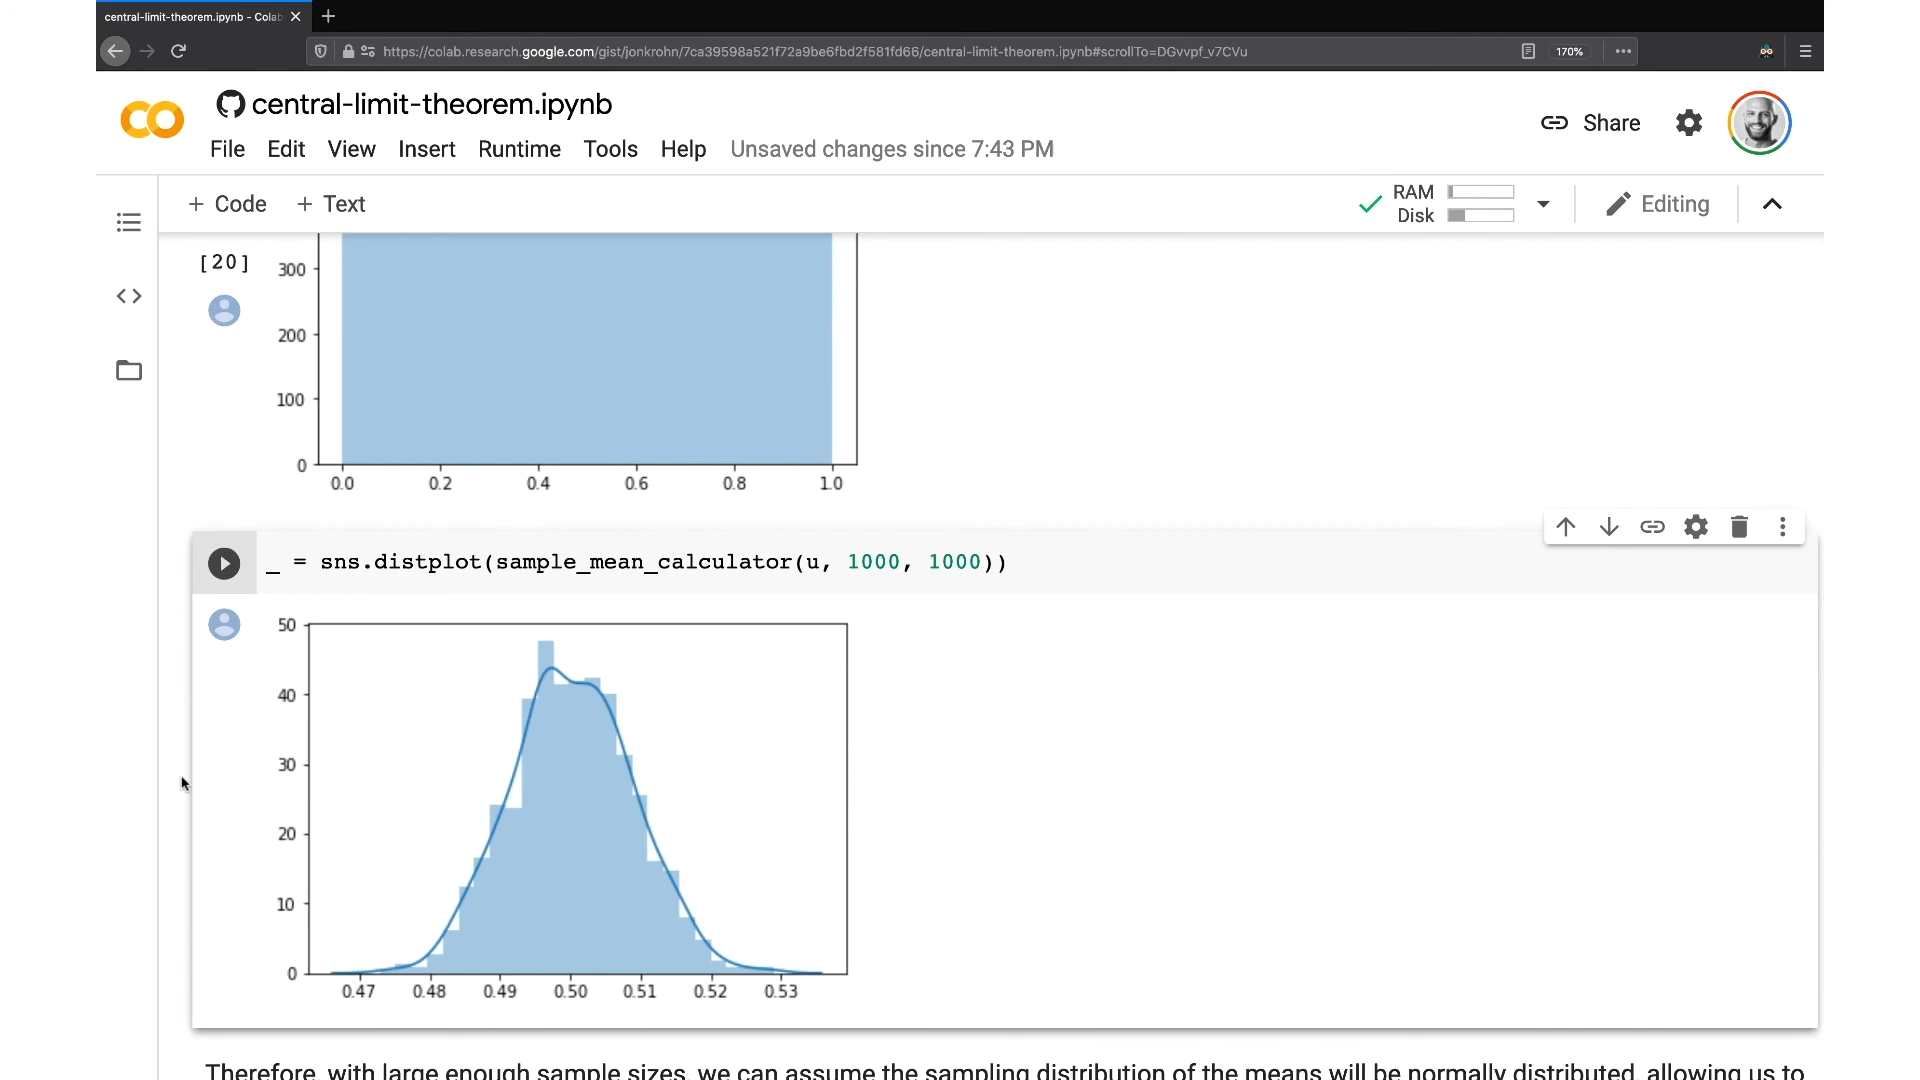 central-limit-theorem.ipynb - Colab
https://colab.research.google.com/gist/jonkrohn/7ca39598a521f72a9be6fbd2f581fd66/central-limit-theorem.ipynb#scrollTo=DGvvpf_v7CVu
170%
central-limit-theorem.ipynb
Share
File Edit View Insert Runtime Tools Help Unsaved changes since 7:43 PM
+ Code + Text
RAM
Disk
Editing
[20]
300
200
100
0
0.0 0.2 0.4 0.6 0.8 1.0
_ = sns.distplot(sample_mean_calculator(u, 1000, 1000))
50
40
30
20
10
0
0.47 0.48 0.49 0.50 0.51 0.52 0.53
Therefore, with large enough sample sizes, we can assume the sampling distribution of the means will be normally distributed, allowing us to